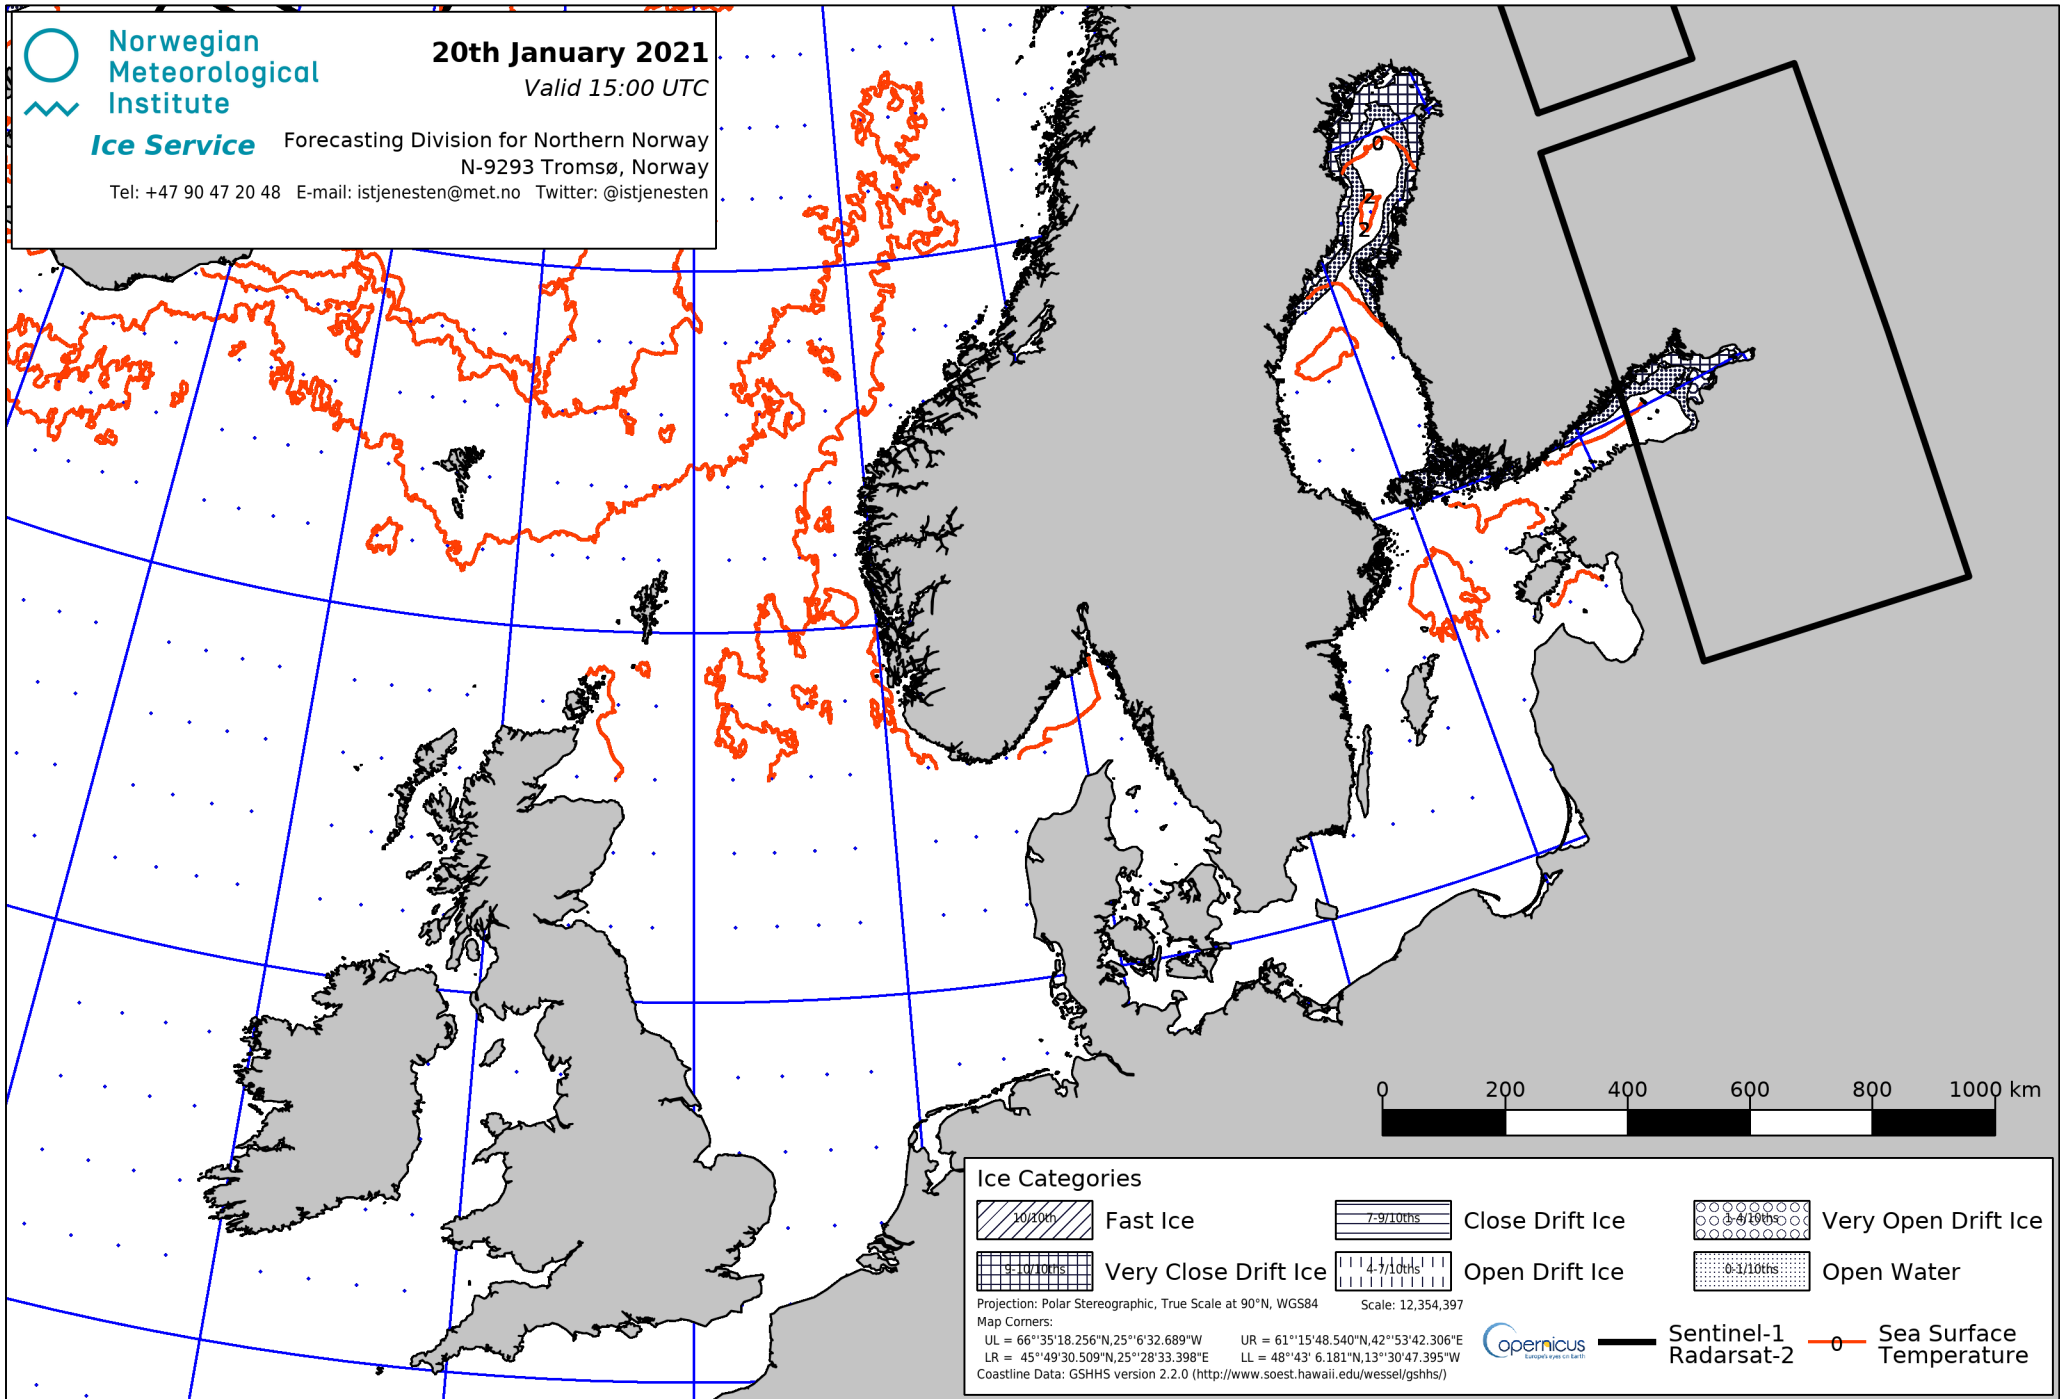 Norwegian
Meteorological
Institute
Ice Service
20th January 2021
Valid 15:00 UTC
Forecasting Division for Northern Norway
N-9293 Tromsø, Norway
Tel: +47 90 47 20 48 E-mail: istjenesten@met.no Twitter: @istjenesten
0
2
2
0 200 400 600 800 1000 km
Ice Categories
10/10th Fast Ice
7-9/10ths Close Drift Ice
1-4/10ths Very Open Drift Ice
9-10/10ths Very Close Drift Ice
4-7/10ths Open Drift Ice
0-1/10ths Open Water
Projection: Polar Stereographic, True Scale at 90°N, WGS84 Scale: 12,354,397
Map Corners:
UL = 66°'35'18.256"N,25°'6'32.689"W UR = 61°'15'48.540"N,42°'53'42.306"E
LR = 45°'49'30.509"N,25°'28'33.398"E LL = 48°'43' 6.181"N,13°'30'47.395"W
Coastline Data: GSHHS version 2.2.0 (http://www.soest.hawaii.edu/wessel/gshhs/)
opernicus
Europe's eyes on Earth
Sentinel-1
Radarsat-2
0
Sea Surface
Temperature